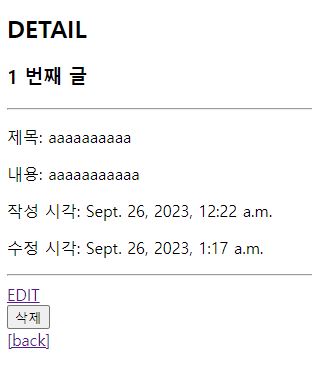 DETAIL
1 번째 글
제목: aaaaaaaaaa
내용: aaaaaaaaaaa
작성 시각: Sept. 26, 2023, 12:22 a.m.
수정 시각: Sept. 26, 2023, 1:17 a.m.
EDIT
삭제
[back]